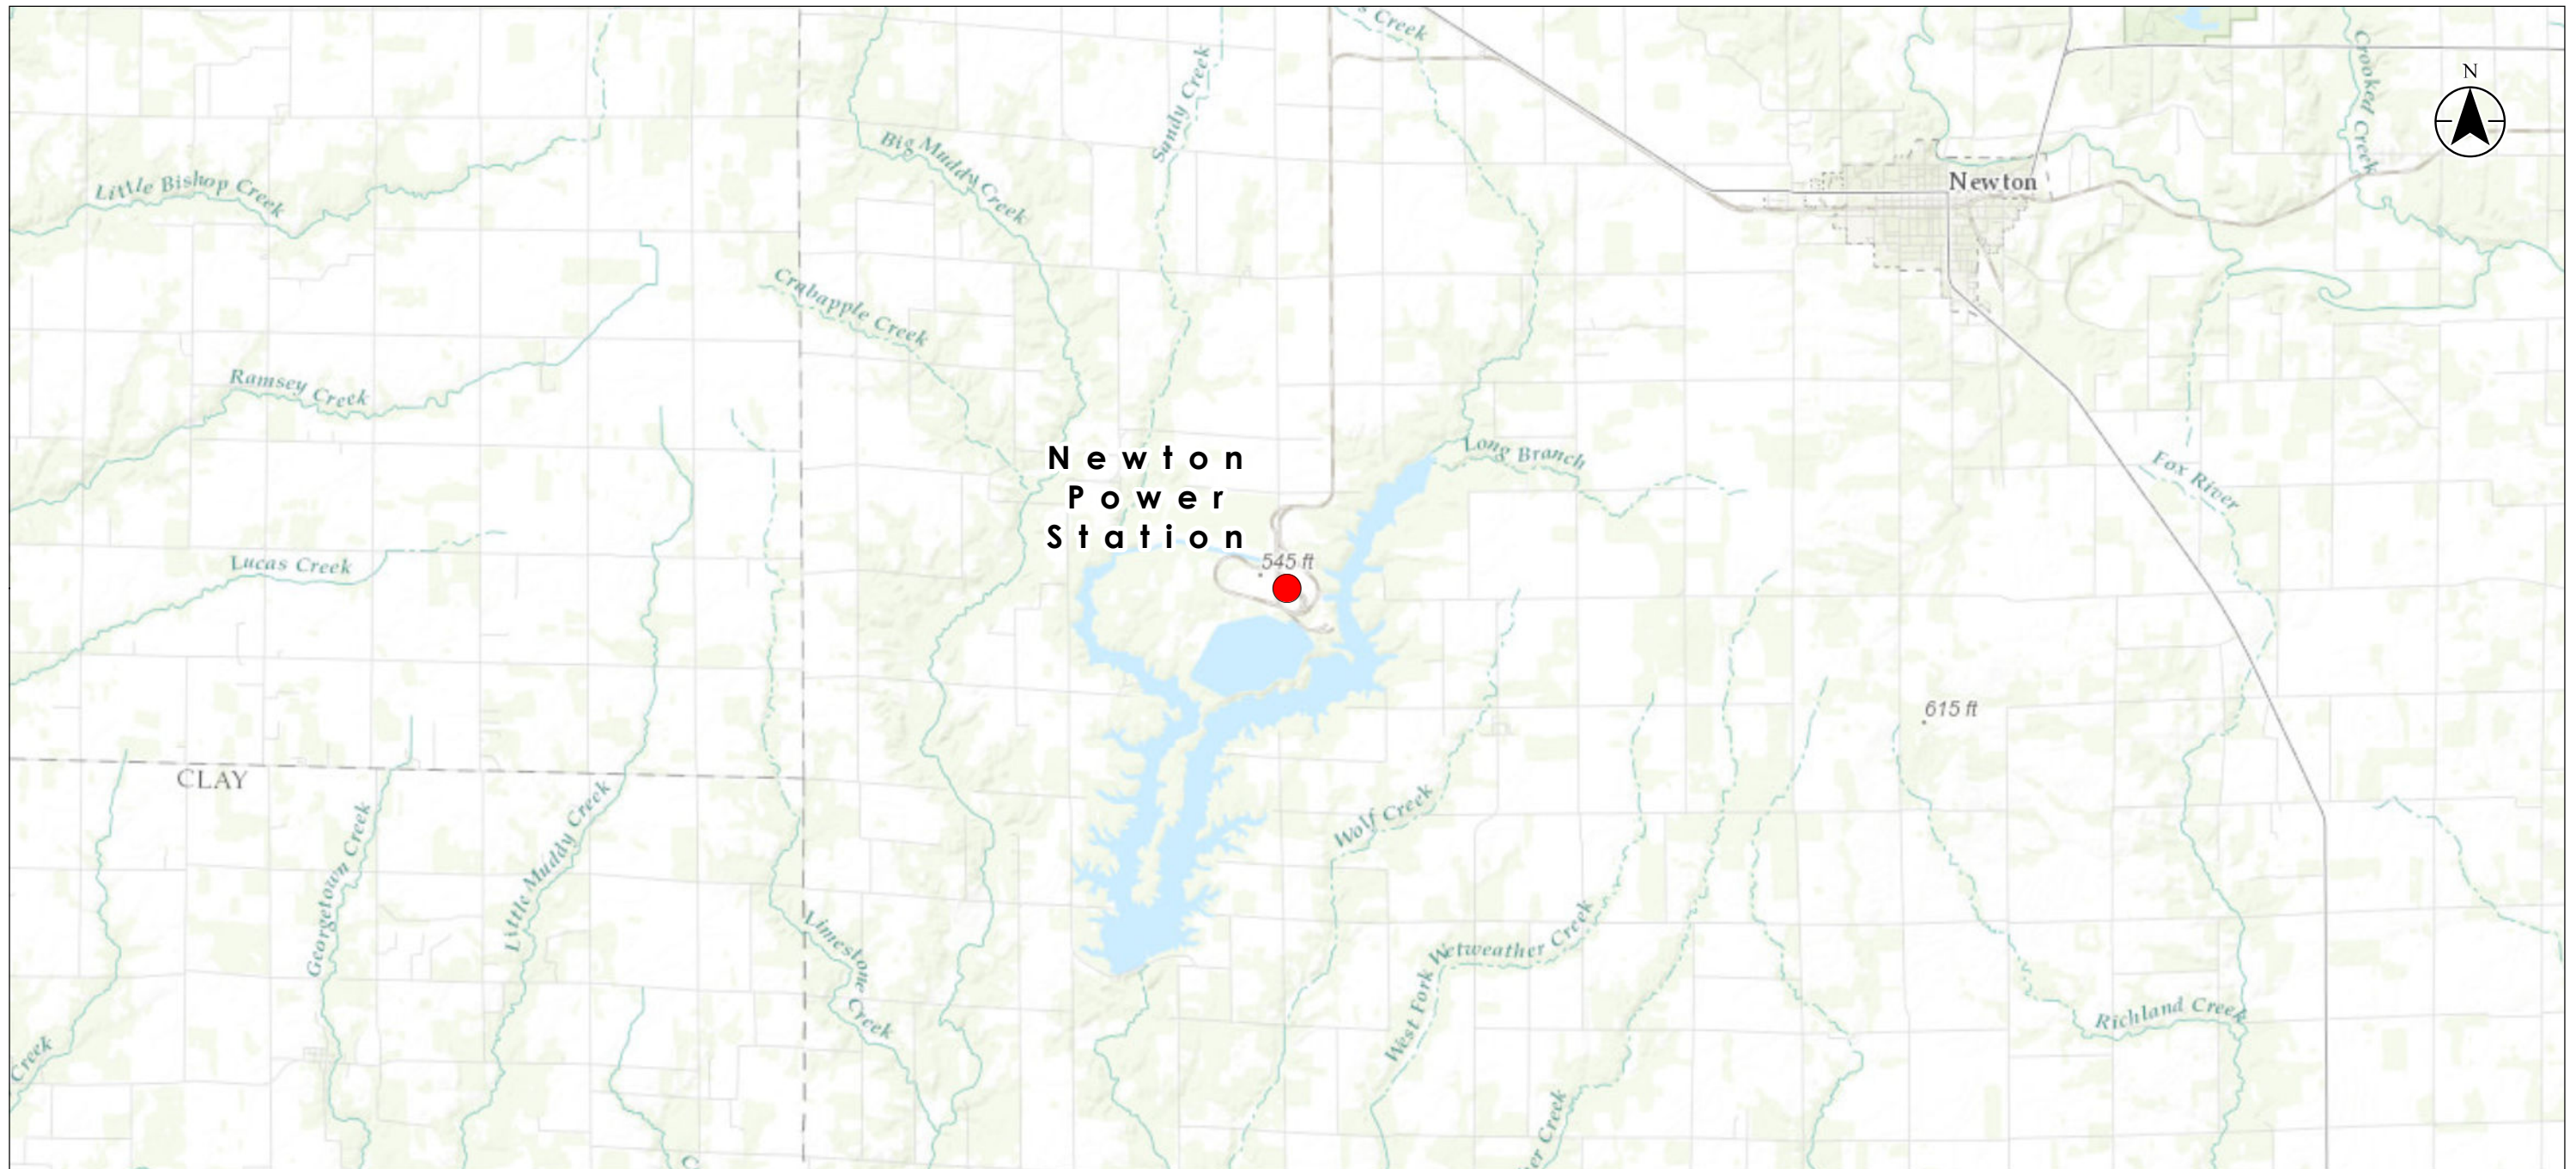 s Creek
Crooked Creek
N
Sandy Creek
Big Muddy Creek
Little Bishop Creek
Newton
Crabapple Creek
Ramsey Creek
Newton
Power
Station
Long Branch
Fox River
545 ft
Lucas Creek
615 ft
CLAY
Wolf Creek
Georgetown Creek
Little Muddy Creek
Limestone Creek
West Fork Wetweather Creek
Richland Creek
Creek
er Creek
C